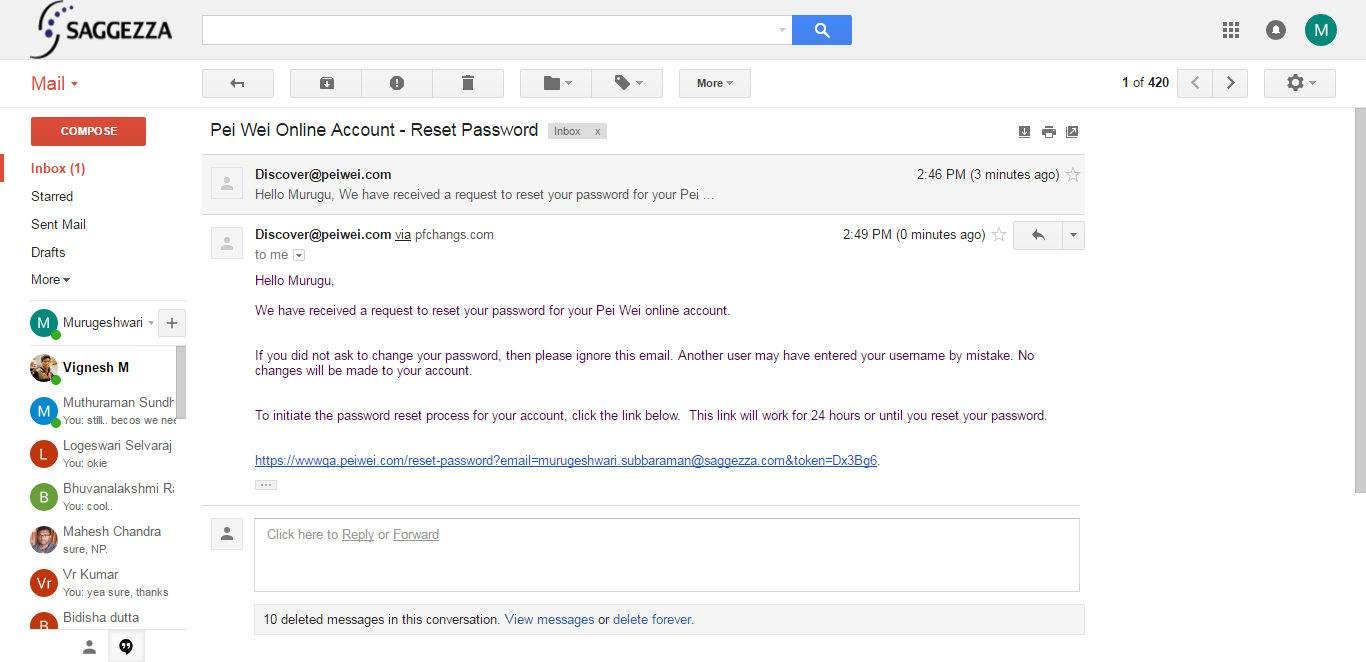 SAGGEZZA
M
Mail
More
1 of 420
COMPOSE
Inbox (1)
Starred
Sent Mail
Drafts
More
M Murugeshwari +
Vignesh M
M Muthuraman Sundh
You: still.. becos we nee
L Logeswari Selvaraj
You: okie
B Bhuvanalakshmi Ra
You: cool..
Mahesh Chandra
sure, NP.
Vr Vr Kumar
You: yea sure, thanks
B Bidisha dutta
Pei Wei Online Account - Reset Password Inbox x
Discover@peiwei.com 2:46 PM (3 minutes ago)
Hello Murugu, We have received a request to reset your password for your Pei ...
Discover@peiwei.com via pfchangs.com 2:49 PM (0 minutes ago)
to me
Hello Murugu,
We have received a request to reset your password for your Pei Wei online account.
If you did not ask to change your password, then please ignore this email. Another user may have entered your username by mistake. No
changes will be made to your account.
To initiate the password reset process for your account, click the link below.  This link will work for 24 hours or until you reset your password.
https://wwwqa.peiwei.com/reset-password?email=murugeshwari.subbaraman@saggezza.com&token=Dx3Bg6.
...
Click here to Reply or Forward
10 deleted messages in this conversation. View messages or delete forever.